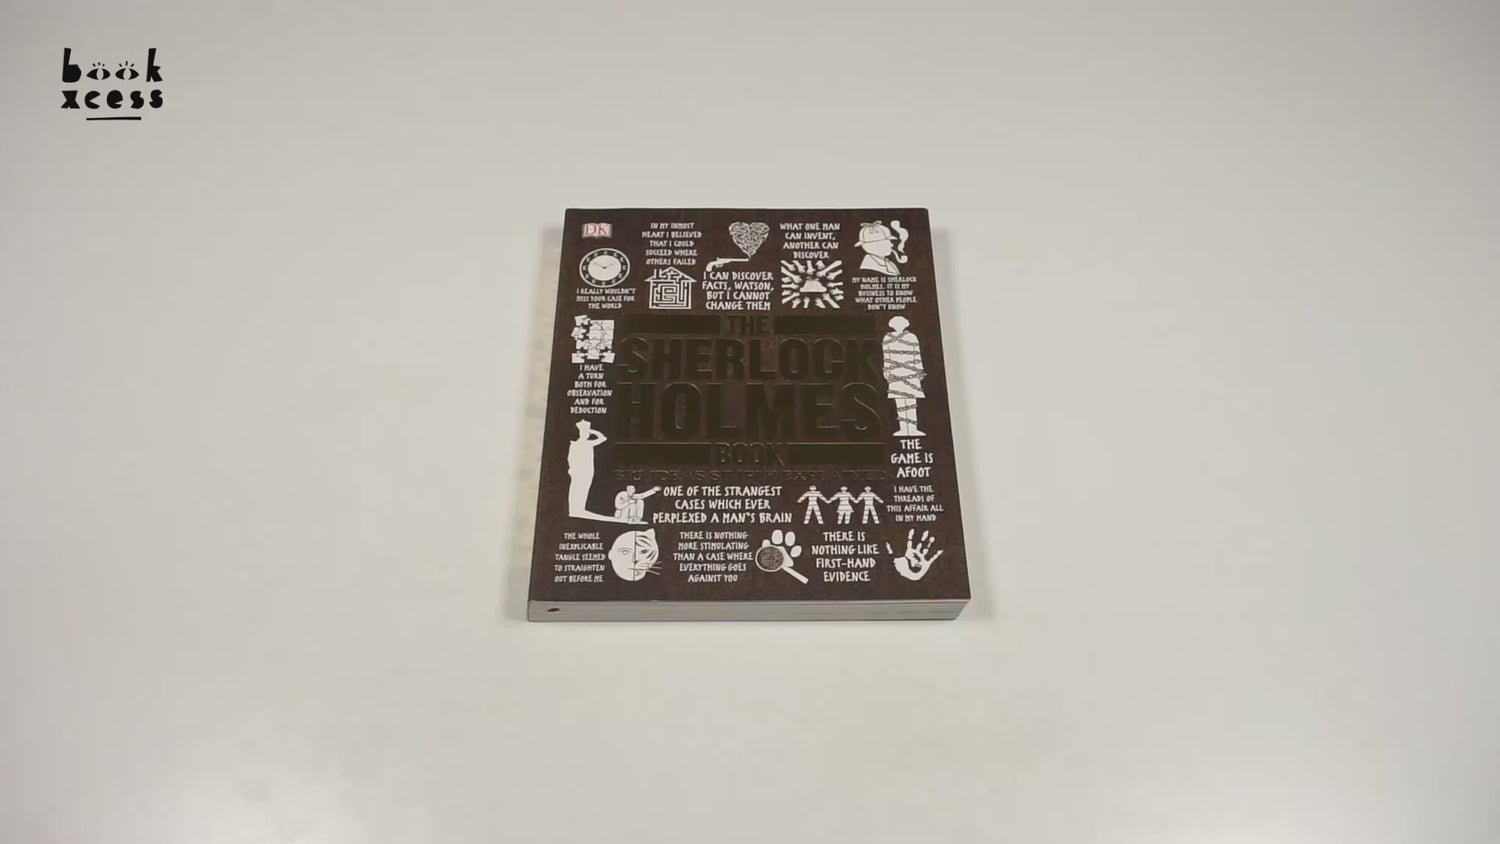 book
xcess
DK
IN MY INMOST
HEART I BELIEVED
THAT I COULD
SUCCEED WHERE
OTHERS FAILED
WHAT ONE MAN
CAN INVENT,
ANOTHER CAN
DISCOVER
I REALLY WOULDN'T
MISS YOUR CASE FOR
THE WORLD
I CAN DISCOVER
FACTS, WATSON,
BUT I CANNOT
CHANGE THEM
MY NAME IS SHERLOCK
HOLMES. IT IS MY
BUSINESS TO KNOW
WHAT OTHER PEOPLE
DON'T KNOW
THE
SHERLOCK
HOLMES
BOOK
BIG IDEAS SIMPLY EXPLAINED
I HAVE
A TURN
BOTH FOR
OBSERVATION
AND FOR
DEDUCTION
THE
GAME IS
AFOOT
ONE OF THE STRANGEST
CASES WHICH EVER
PERPLEXED A MAN'S BRAIN
I HAVE THE
THREADS OF
THIS AFFAIR ALL
IN MY HAND
THE WHOLE
INEXPLICABLE
TANGLE SEEMED
TO STRAIGHTEN
OUT BEFORE ME
THERE IS NOTHING
MORE STIMULATING
THAN A CASE WHERE
EVERYTHING GOES
AGAINST YOU
THERE IS
NOTHING LIKE
FIRST-HAND
EVIDENCE